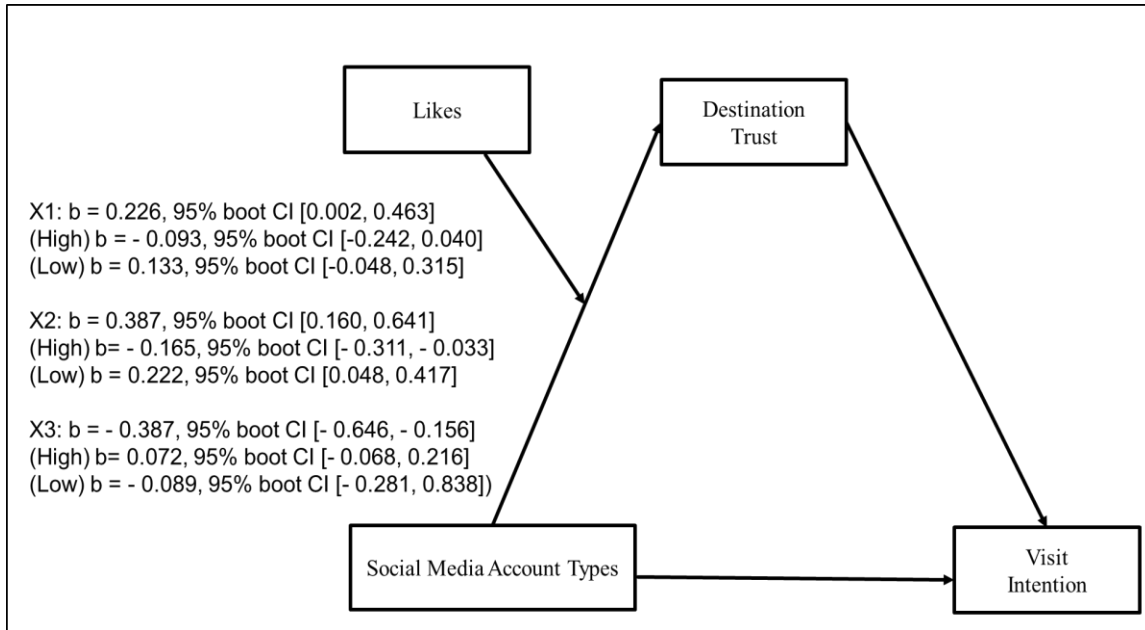 Likes
Destination
Trust
X1: b = 0.226, 95% boot CI [0.002, 0.463]
(High) b = - 0.093, 95% boot CI [-0.242, 0.040]
(Low) b = 0.133, 95% boot CI [-0.048, 0.315]
X2: b = 0.387, 95% boot CI [0.160, 0.641]
(High) b= - 0.165, 95% boot CI [- 0.311, - 0.033]
(Low) b = 0.222, 95% boot CI [0.048, 0.417]
X3: b = - 0.387, 95% boot CI [- 0.646, - 0.156]
(High) b= 0.072, 95% boot CI [- 0.068, 0.216]
(Low) b = - 0.089, 95% boot CI [- 0.281, 0.838])
Social Media Account Types
Visit
Intention